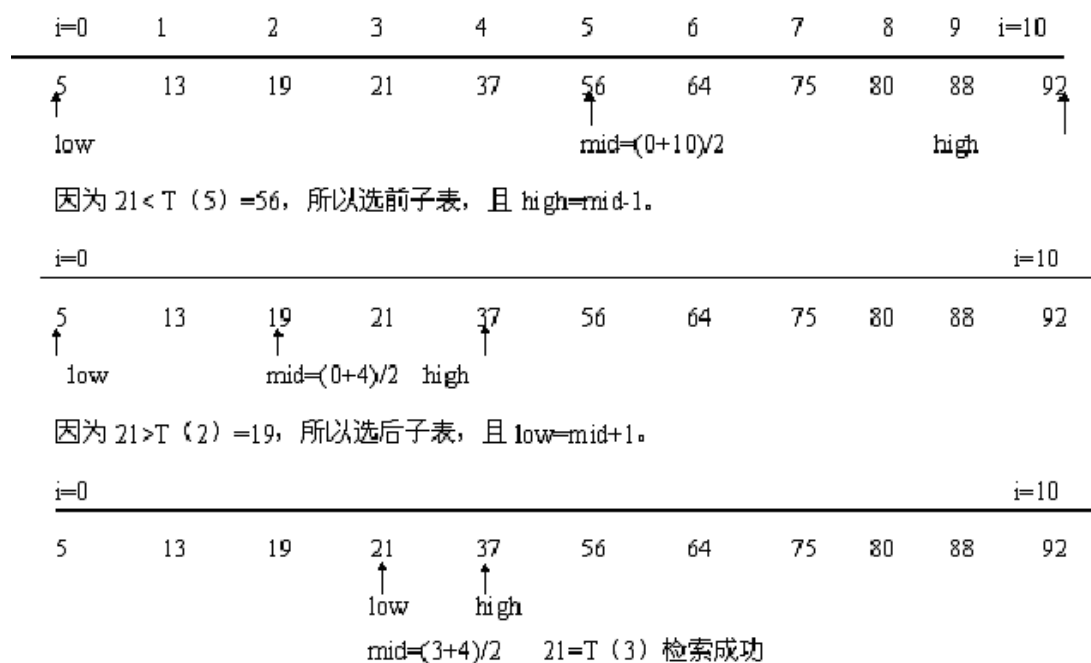 i=0 1 2 3 4 5 6 7 8 9 i=10
5 13 19 21 37 56 64 75 80 88 92
low mid=(0+10)/2 high
因为 21< T（5）=56，所以选前子表，且 high=mid-1。
i=0 i=10
5 13 19 21 37 56 64 75 80 88 92
low mid=(0+4)/2 high
因为 21>T（2）=19，所以选后子表，且 low=mid+1。
i=0 i=10
5 13 19 21 37 56 64 75 80 88 92
low high
mid=(3+4)/2 21=T（3）检索成功